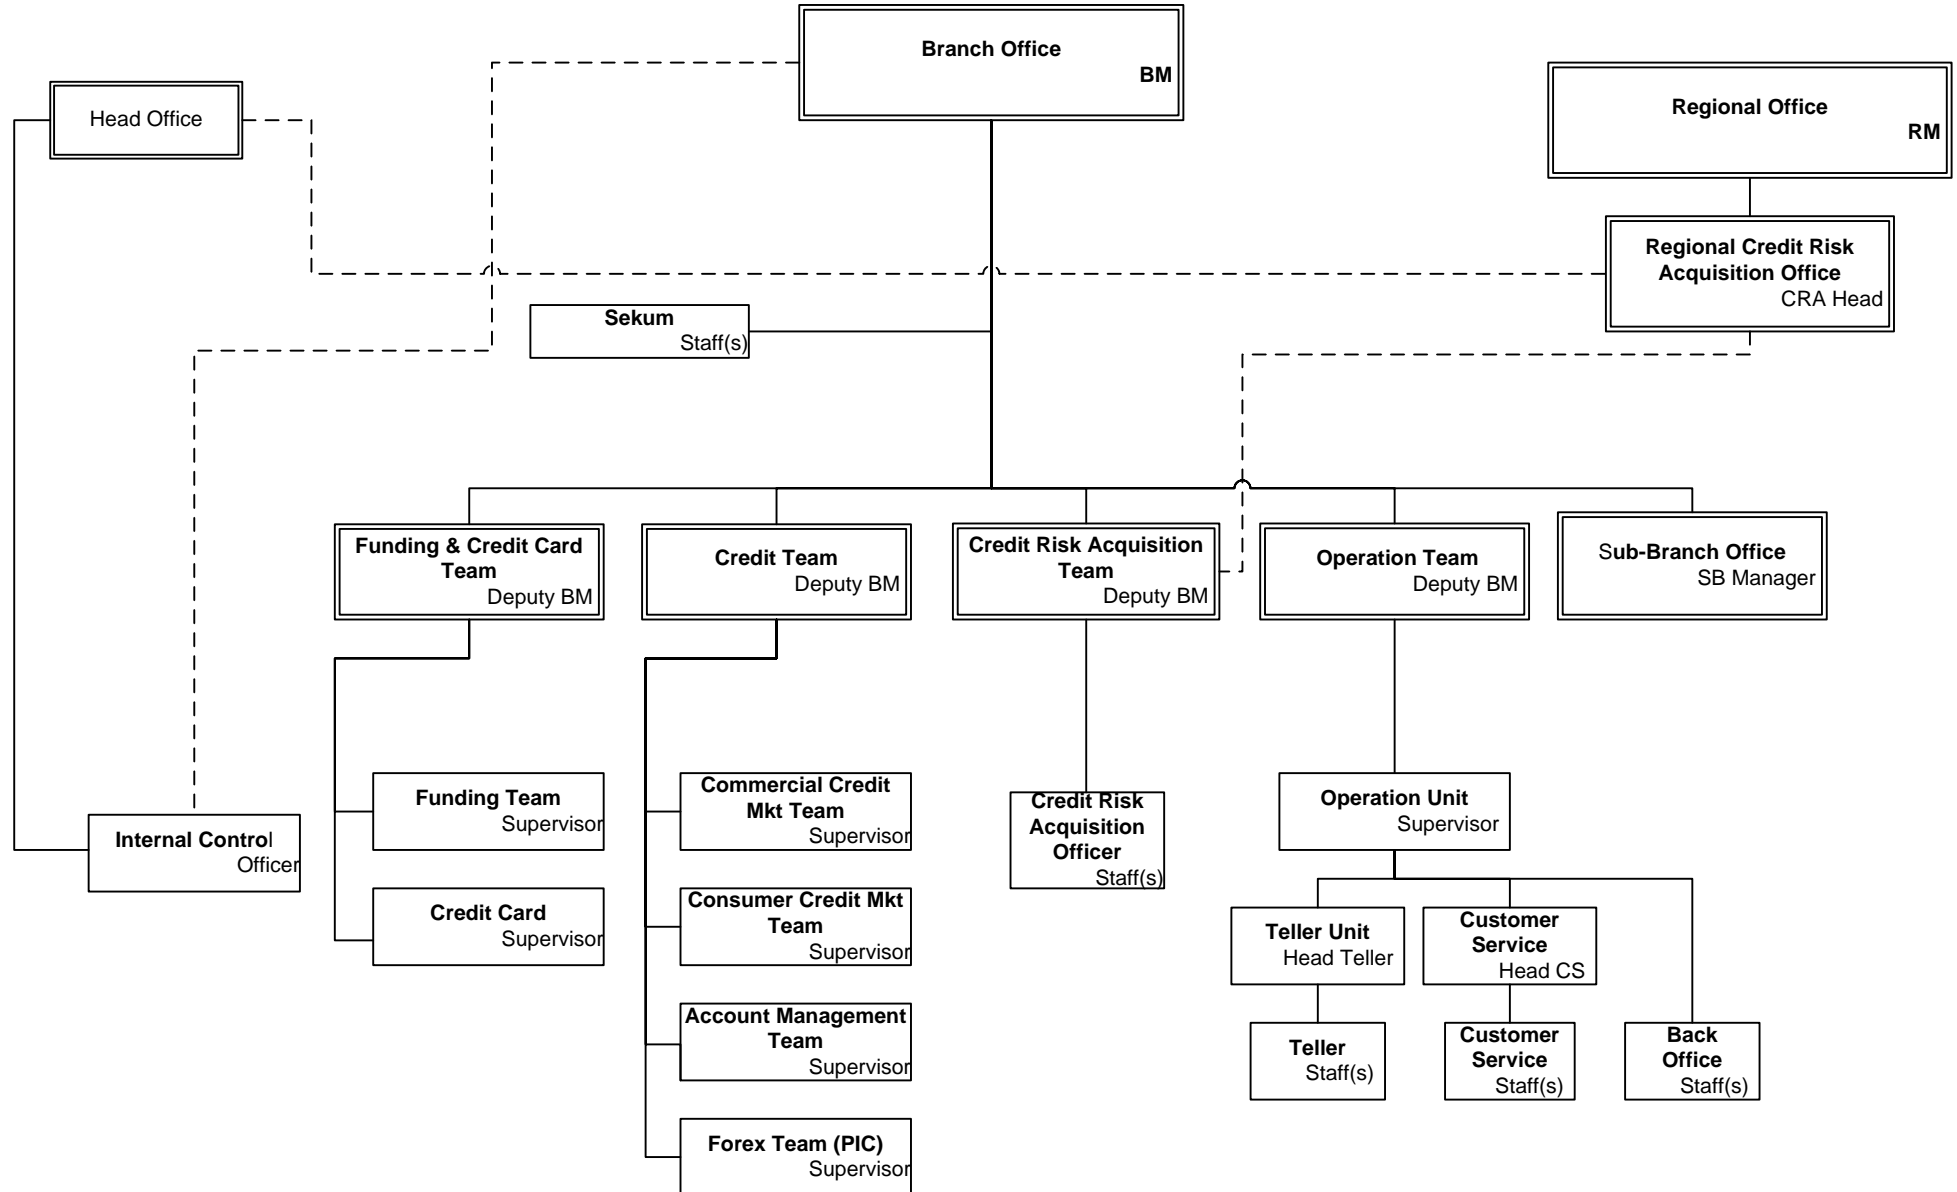 Branch Office
BM
Head Office
Regional Office
RM
Regional Credit Risk
Acquisition Office
CRA Head
Sekum
Staff(s)
Funding & Credit Card
Team
Deputy BM
Credit Team
Deputy BM
Credit Risk Acquisition
Team
Deputy BM
Operation Team
Deputy BM
Sub-Branch Office
SB Manager
Internal Control
Officer
Funding Team
Supervisor
Credit Card
Supervisor
Commercial Credit
Mkt Team
Supervisor
Consumer Credit Mkt
Team
Supervisor
Account Management
Team
Supervisor
Forex Team (PIC)
Supervisor
Credit Risk
Acquisition
Officer
Staff(s)
Operation Unit
Supervisor
Teller Unit
Head Teller
Customer
Service
Head CS
Teller
Staff(s)
Customer
Service
Staff(s)
Back
Office
Staff(s)